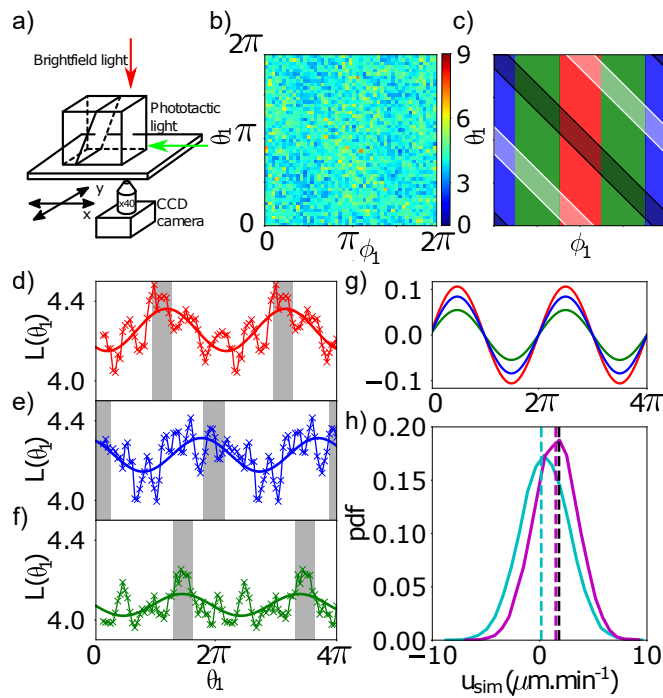 a)
Brightfield light
Phototactic
light
y
x
x40
CCD
camera
b)
2π
π
0
θ1
0
π
ϕ1
2π
9
6
3
0
c)
θ1
ϕ1
d)
4.4
4.0
L(θ1)
e)
4.4
4.0
L(θ1)
f)
4.4
4.0
L(θ1)
0
2π
4π
θ1
g)
0.1
0.0
−0.1
2π
4π
h)
0.20
0.15
0.10
0.05
0.00
pdf
−10
0
10
usim(μm.min-1)